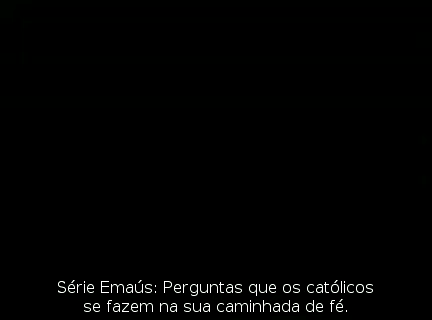 Série Emaús: Perguntas que os católicos
se fazem na sua caminhada de fé.